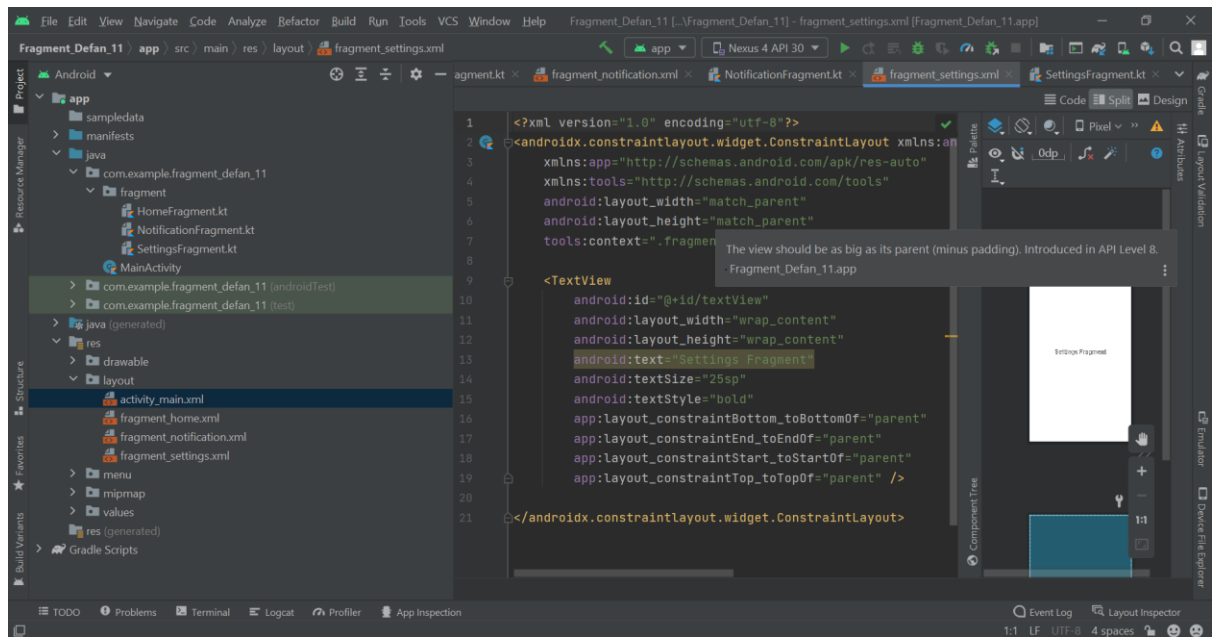 File Edit View Navigate Code Analyze Refactor Build Run Tools VCS Window Help Fragment_Defan_11 [...\Fragment_Defan_11] - fragment_settings.xml [Fragment_Defan_11.app]
Fragment_Defan_11 app src main res layout fragment_settings.xml
app
Nexus 4 API 30
Android
agment.kt
fragment_notification.xml
NotificationFragment.kt
fragment_settings.xml
SettingsFragment.kt
Project
Resource Manager
Structure
Favorites
Build Variants
app
sampledata
manifests
java
com.example.fragment_defan_11
fragment
HomeFragment.kt
NotificationFragment.kt
SettingsFragment.kt
MainActivity
com.example.fragment_defan_11 (androidTest)
com.example.fragment_defan_11 (test)
java (generated)
res
drawable
layout
activity_main.xml
fragment_home.xml
fragment_notification.xml
fragment_settings.xml
menu
mipmap
values
res (generated)
Gradle Scripts
Code Split Design
1 <?xml version="1.0" encoding="utf-8"?>
2 <androidx.constraintlayout.widget.ConstraintLayout xmlns:an
3 xmlns:app="http://schemas.android.com/apk/res-auto"
4 xmlns:tools="http://schemas.android.com/tools"
5 android:layout_width="match_parent"
6 android:layout_height="match_parent"
7 tools:context=".fragmen
8
9 <TextView
10 android:id="@+id/textView"
11 android:layout_width="wrap_content"
12 android:layout_height="wrap_content"
13 android:text="Settings Fragment"
14 android:textSize="25sp"
15 android:textStyle="bold"
16 app:layout_constraintBottom_toBottomOf="parent"
17 app:layout_constraintEnd_toEndOf="parent"
18 app:layout_constraintStart_toStartOf="parent"
19 app:layout_constraintTop_toTopOf="parent" />
20
21 </androidx.constraintlayout.widget.ConstraintLayout>
The view should be as big as its parent (minus padding). Introduced in API Level 8.
Fragment_Defan_11.app
Palette
Component Tree
Pixel
0dp
Settings Fragment
1:1
Attributes
Gradle
Layout Validation
Emulator
Device File Explorer
TODO Problems Terminal Logcat Profiler App Inspection
Event Log Layout Inspector
1:1 LF UTF-8 4 spaces